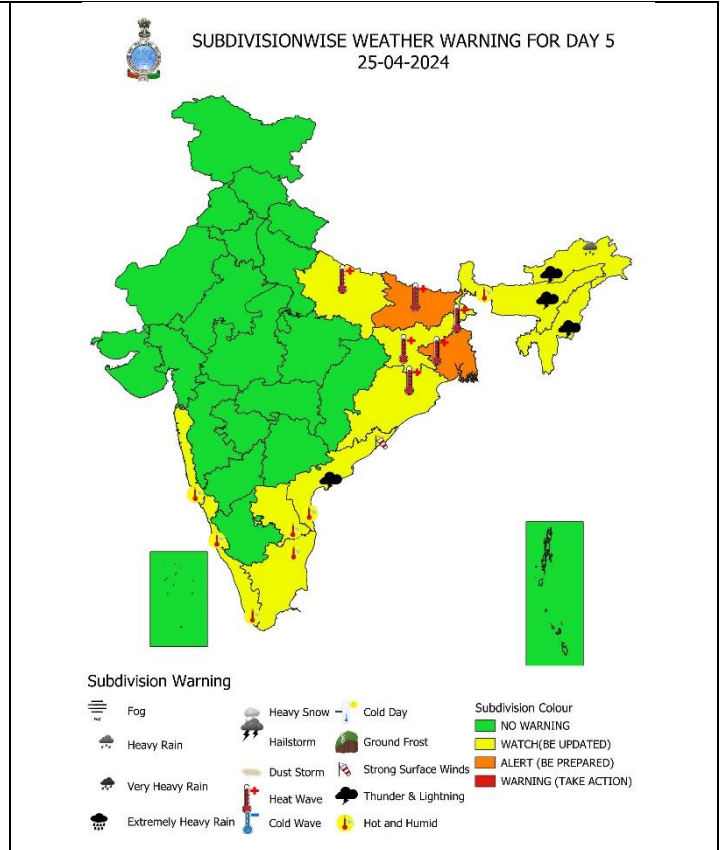 SUBDIVISIONWISE WEATHER WARNING FOR DAY 5
25-04-2024
Subdivision Warning
Fog
Heavy Rain
Very Heavy Rain
Extremely Heavy Rain
Heavy Snow
Hailstorm
Dust Storm
Heat Wave
Cold Wave
Cold Day
Ground Frost
Strong Surface Winds
Thunder & Lightning
Hot and Humid
Subdivision Colour
NO WARNING
WATCH(BE UPDATED)
ALERT (BE PREPARED)
WARNING (TAKE ACTION)